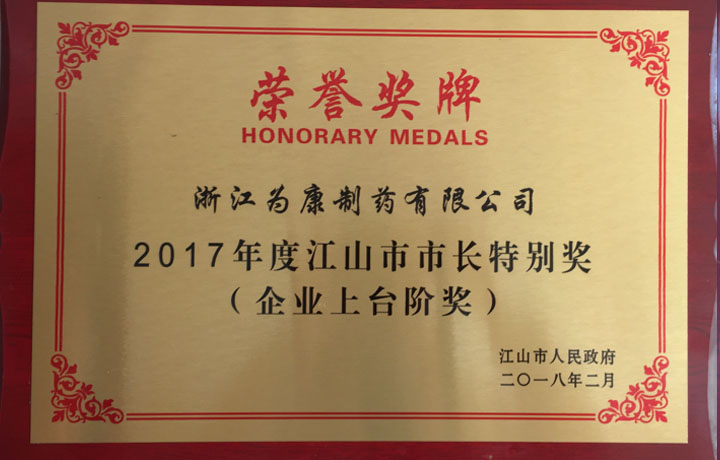 荣誉奖牌
HONORARY MEDALS
浙江为康制药有限公司
2017年度江山市市长特别奖
（企业上台阶奖）
江山市人民政府
二〇一八年二月